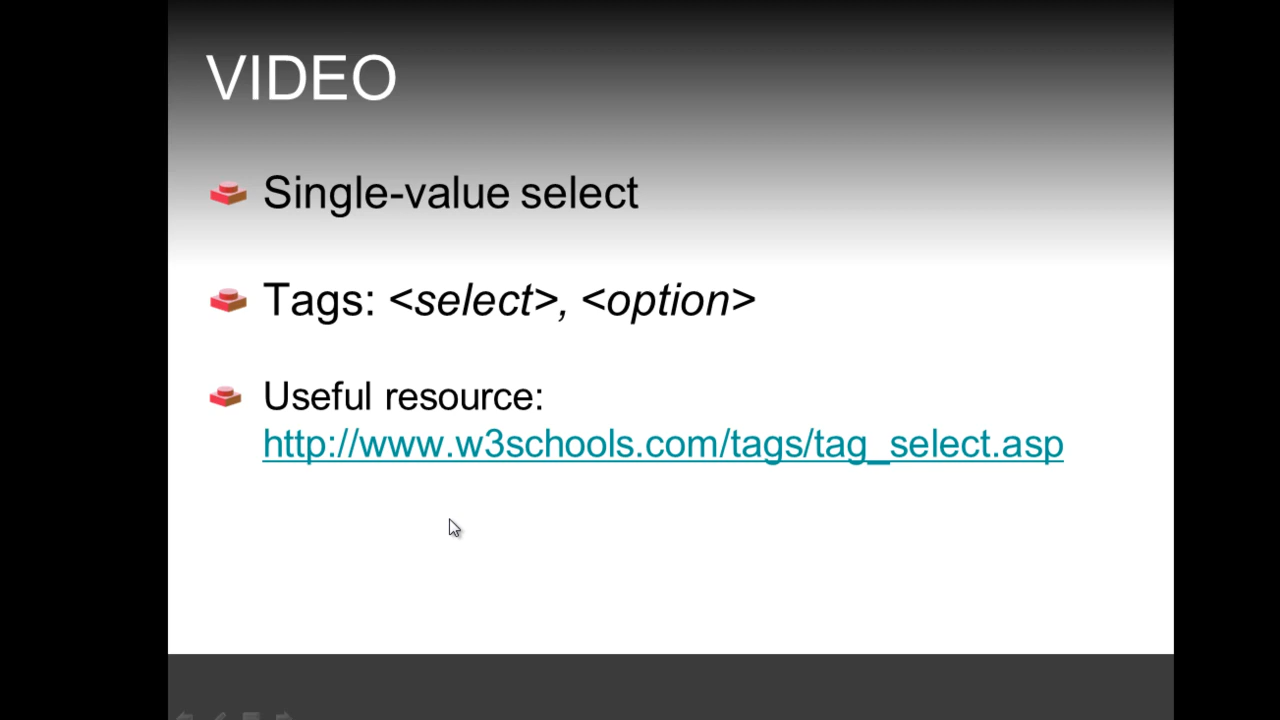 VIDEO
Single-value select
Tags: <select>, <option>
Useful resource:
http://www.w3schools.com/tags/tag_select.asp